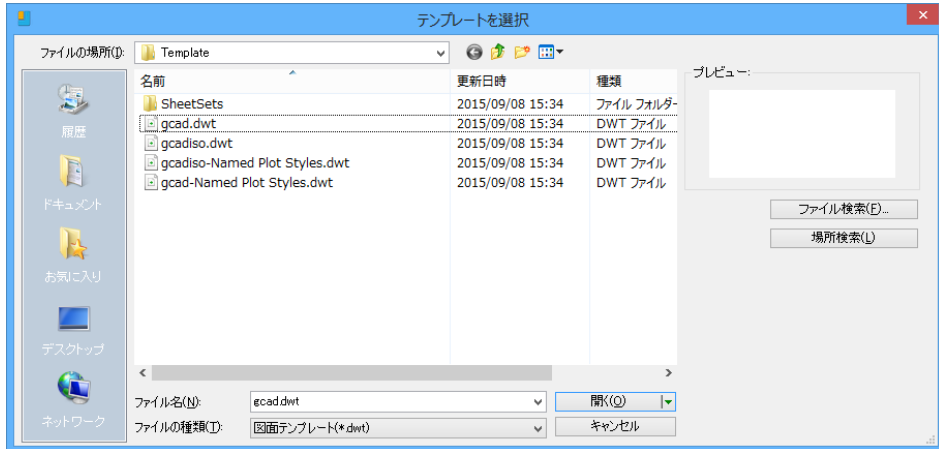 テンプレートを選択
ファイルの場所(I): Template
名前 更新日時 種類
SheetSets 2015/09/08 15:34 ファイル フォルダー
gcad.dwt 2015/09/08 15:34 DWT ファイル
gcadiso.dwt 2015/09/08 15:34 DWT ファイル
gcadiso-Named Plot Styles.dwt 2015/09/08 15:34 DWT ファイル
gcad-Named Plot Styles.dwt 2015/09/08 15:34 DWT ファイル
履歴
ドキュメント
お気に入り
デスクトップ
ネットワーク
プレビュー:
ファイル検索(F)...
場所検索(L)
ファイル名(N): gcad.dwt 開く(O)
ファイルの種類(T): 図面テンプレート(*.dwt) キャンセル